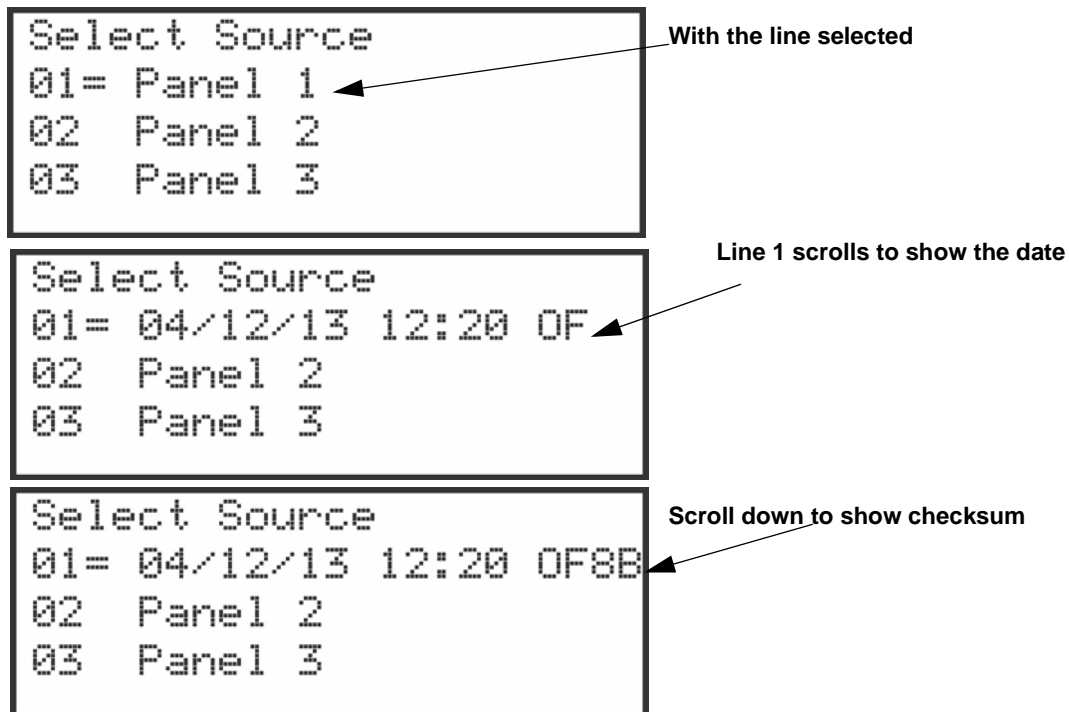 Select Source
01= Panel 1
02 Panel 2
03 Panel 3
With the line selected
Select Source
01= 04/12/13 12:20 OF
02 Panel 2
03 Panel 3
Line 1 scrolls to show the date
Select Source
01= 04/12/13 12:20 OF8B
02 Panel 2
03 Panel 3
Scroll down to show checksum